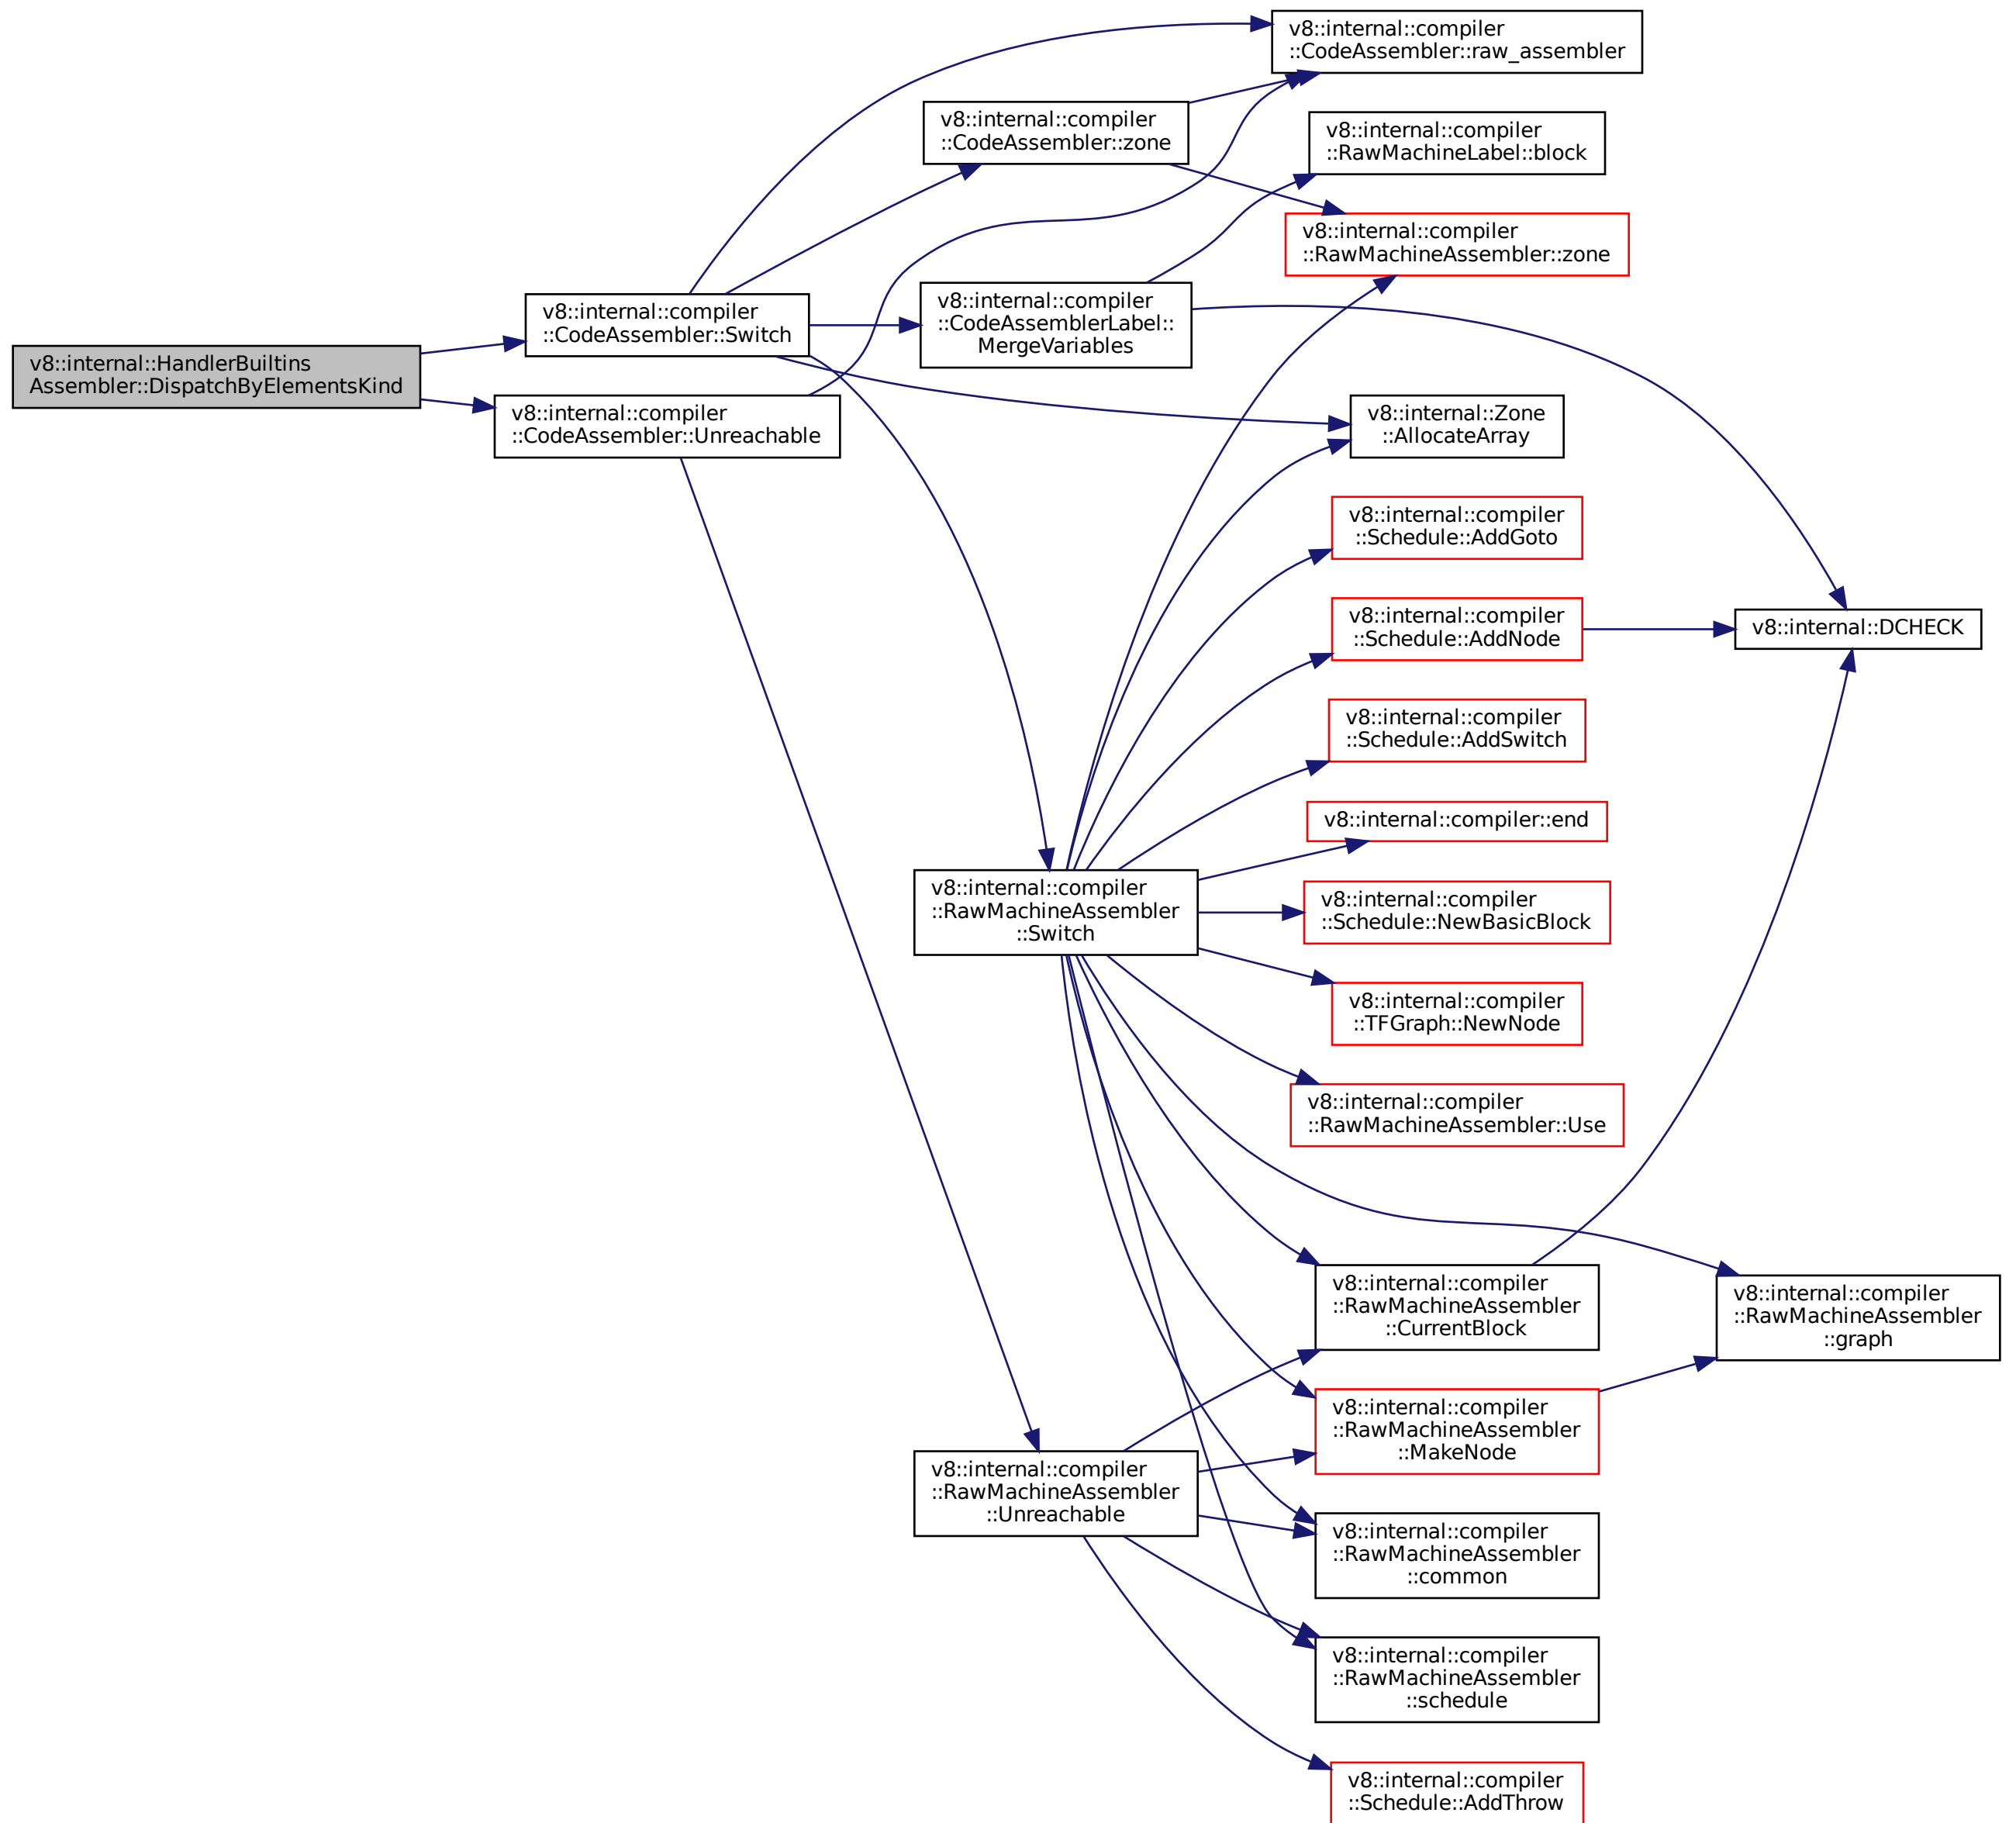 v8::internal::HandlerBuiltins
Assembler::DispatchByElementsKind
v8::internal::compiler
::CodeAssembler::Switch
v8::internal::compiler
::CodeAssembler::Unreachable
v8::internal::compiler
::CodeAssembler::zone
v8::internal::compiler
::CodeAssemblerLabel::
MergeVariables
v8::internal::compiler
::RawMachineAssembler
::Switch
v8::internal::compiler
::RawMachineAssembler
::Unreachable
v8::internal::compiler
::CodeAssembler::raw_assembler
v8::internal::compiler
::RawMachineLabel::block
v8::internal::compiler
::RawMachineAssembler::zone
v8::internal::Zone
::AllocateArray
v8::internal::compiler
::Schedule::AddGoto
v8::internal::compiler
::Schedule::AddNode
v8::internal::compiler
::Schedule::AddSwitch
v8::internal::compiler::end
v8::internal::compiler
::Schedule::NewBasicBlock
v8::internal::compiler
::TFGraph::NewNode
v8::internal::compiler
::RawMachineAssembler::Use
v8::internal::compiler
::RawMachineAssembler
::CurrentBlock
v8::internal::compiler
::RawMachineAssembler
::MakeNode
v8::internal::compiler
::RawMachineAssembler
::common
v8::internal::compiler
::RawMachineAssembler
::schedule
v8::internal::compiler
::Schedule::AddThrow
v8::internal::DCHECK
v8::internal::compiler
::RawMachineAssembler
::graph